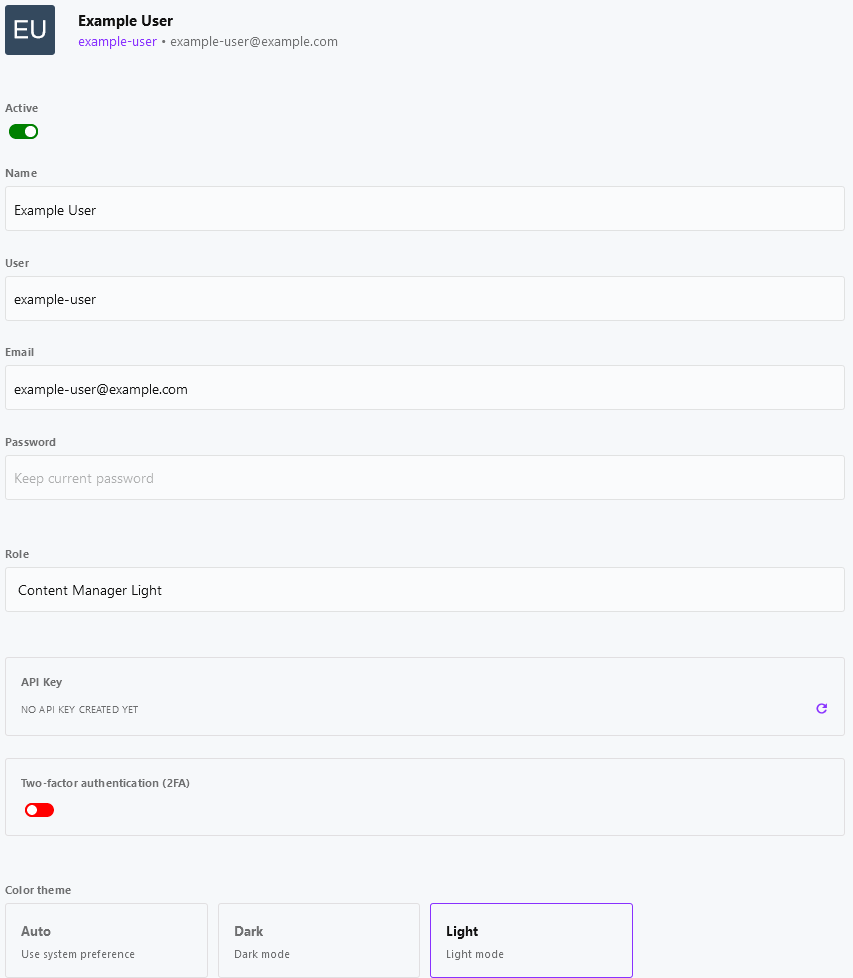 EU
Example User
example-user • example-user@example.com
Active
Name
Example User
User
example-user
Email
example-user@example.com
Password
Keep current password
Role
Content Manager Light
API Key
NO API KEY CREATED YET
Two-factor authentication (2FA)
Color theme
Auto
Use system preference
Dark
Dark mode
Light
Light mode